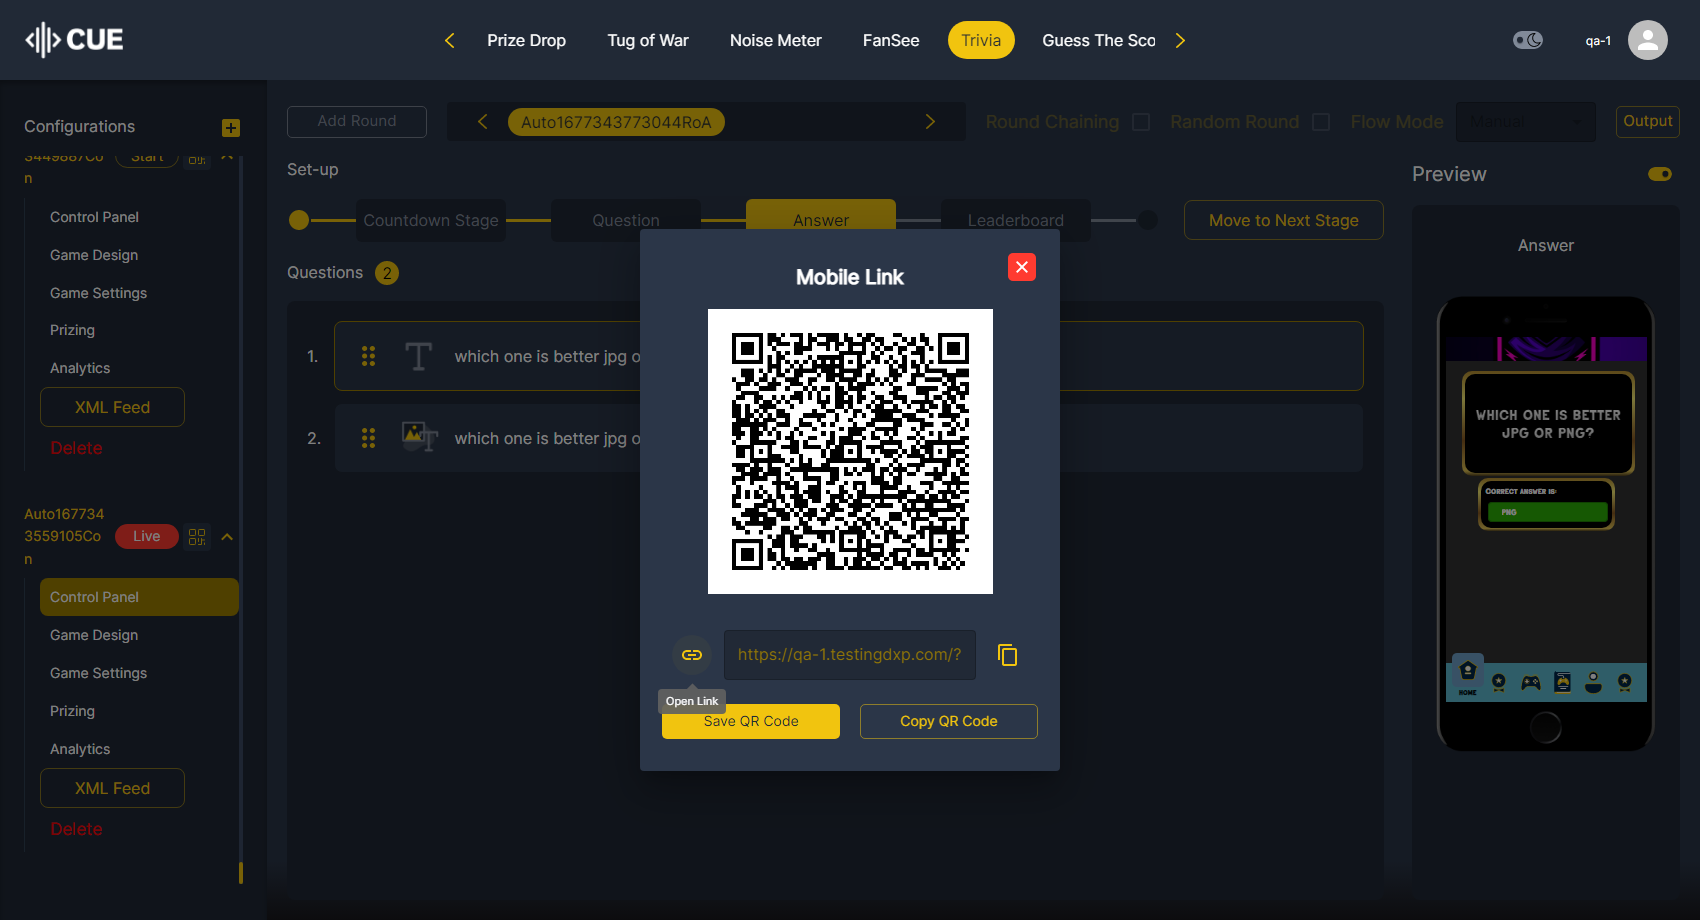 CUE
Prize Drop
Tug of War
Noise Meter
FanSee
Trivia
Guess The Sco
qa-1
Configurations
Add Round
Auto1677343773044RoA
Round Chaining
Random Round
Flow Mode
Manual
Output
3449887Co
n
Start
Control Panel
Game Design
Game Settings
Prizing
Analytics
XML Feed
Delete
Auto167734
3559105Co
n
Live
Control Panel
Game Design
Game Settings
Prizing
Analytics
XML Feed
Delete
Set-up
Countdown Stage
Question
Answer
Leaderboard
Move to Next Stage
Questions 2
1. which one is better jpg o
2. which one is better jpg o
Mobile Link
https://qa-1.testingdxp.com/?
Open Link
Save QR Code
Copy QR Code
Preview
Answer
WHICH ONE IS BETTER
JPG OR PNG?
CORRECT ANSWER IS:
PNG
HOME